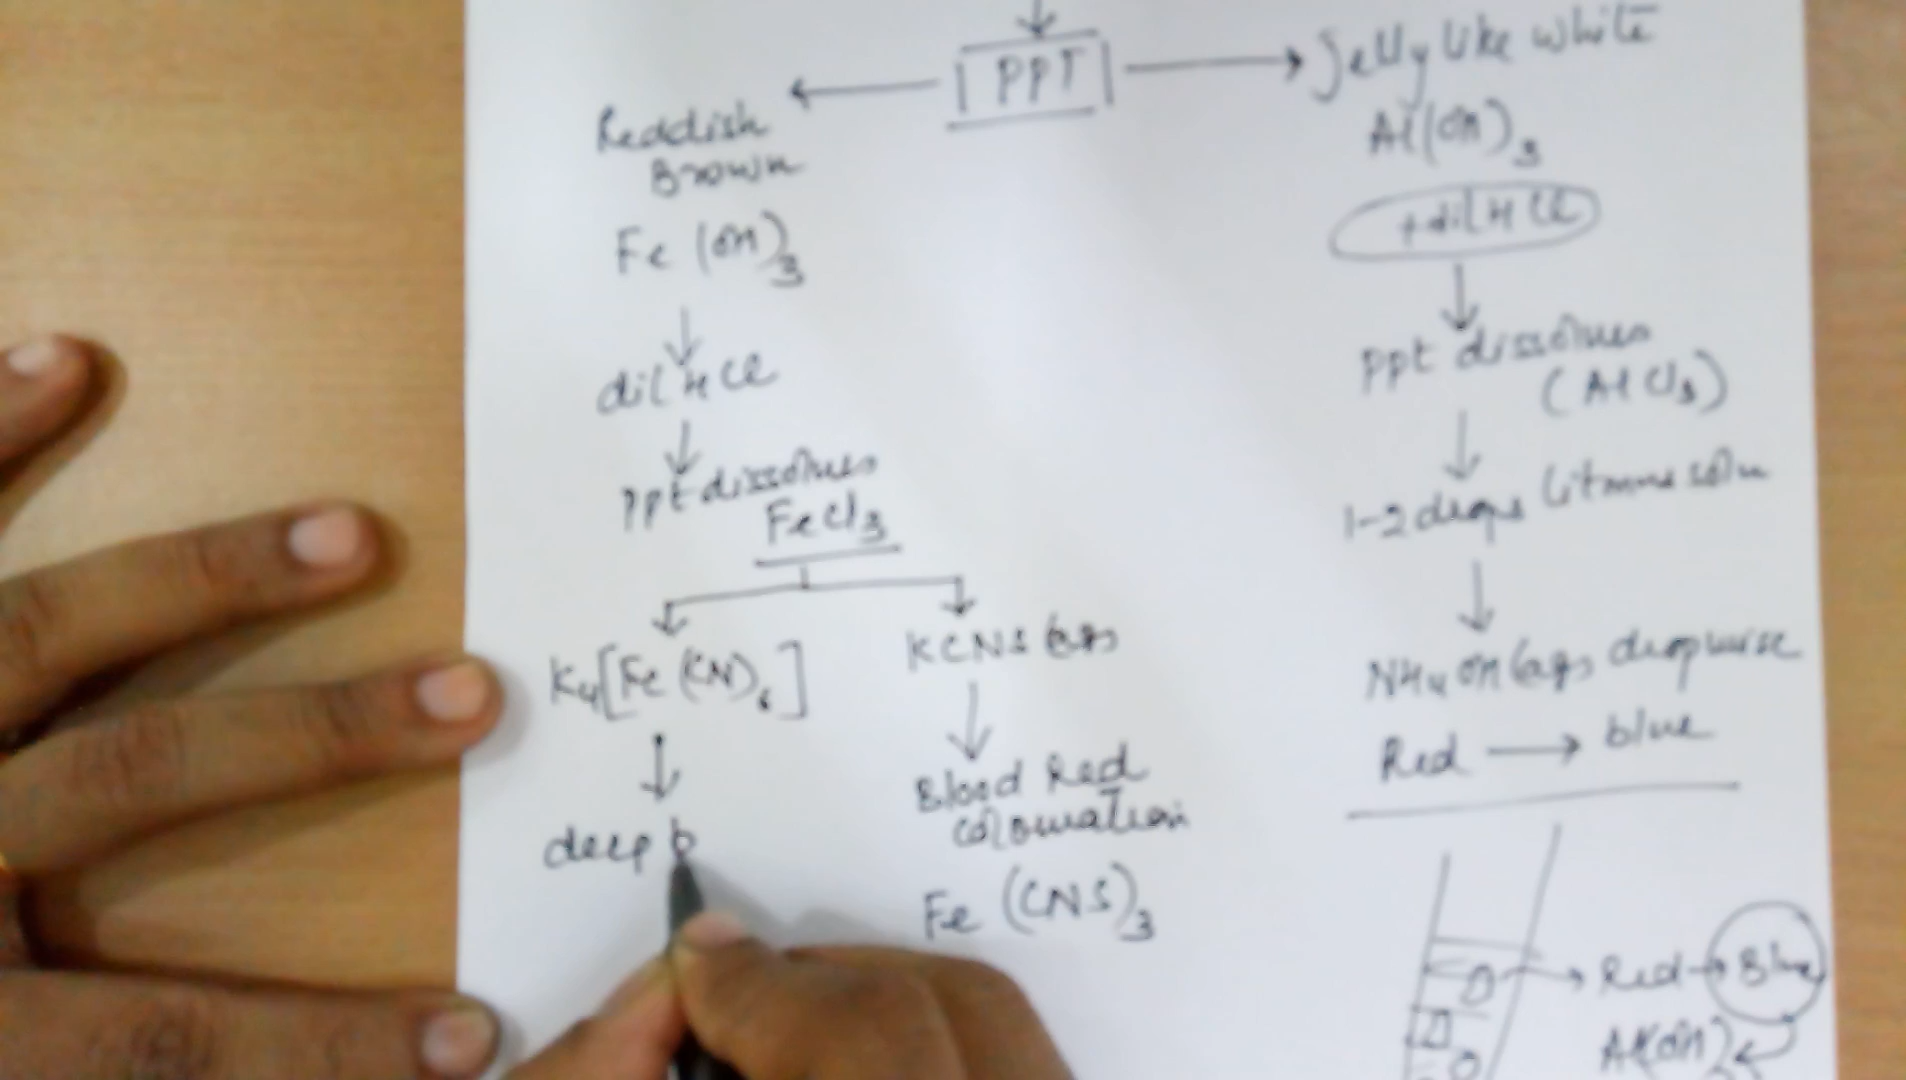 PPT
Reddish
Brown
Fe (OH)3
dil HCl
PPt dissolves
FeCl3
K4[Fe (CN)6]
deep b
KCNS (aq)
Blood Red
colouration
Fe (CNS)3
Jelly like white
Al(OH)3
+dil HCl
PPt dissolves
(AlCl3)
1-2 drops litmus soln
NH4OH (aq) dropwise
Red → blue
Red → Blue
Al(OH)3